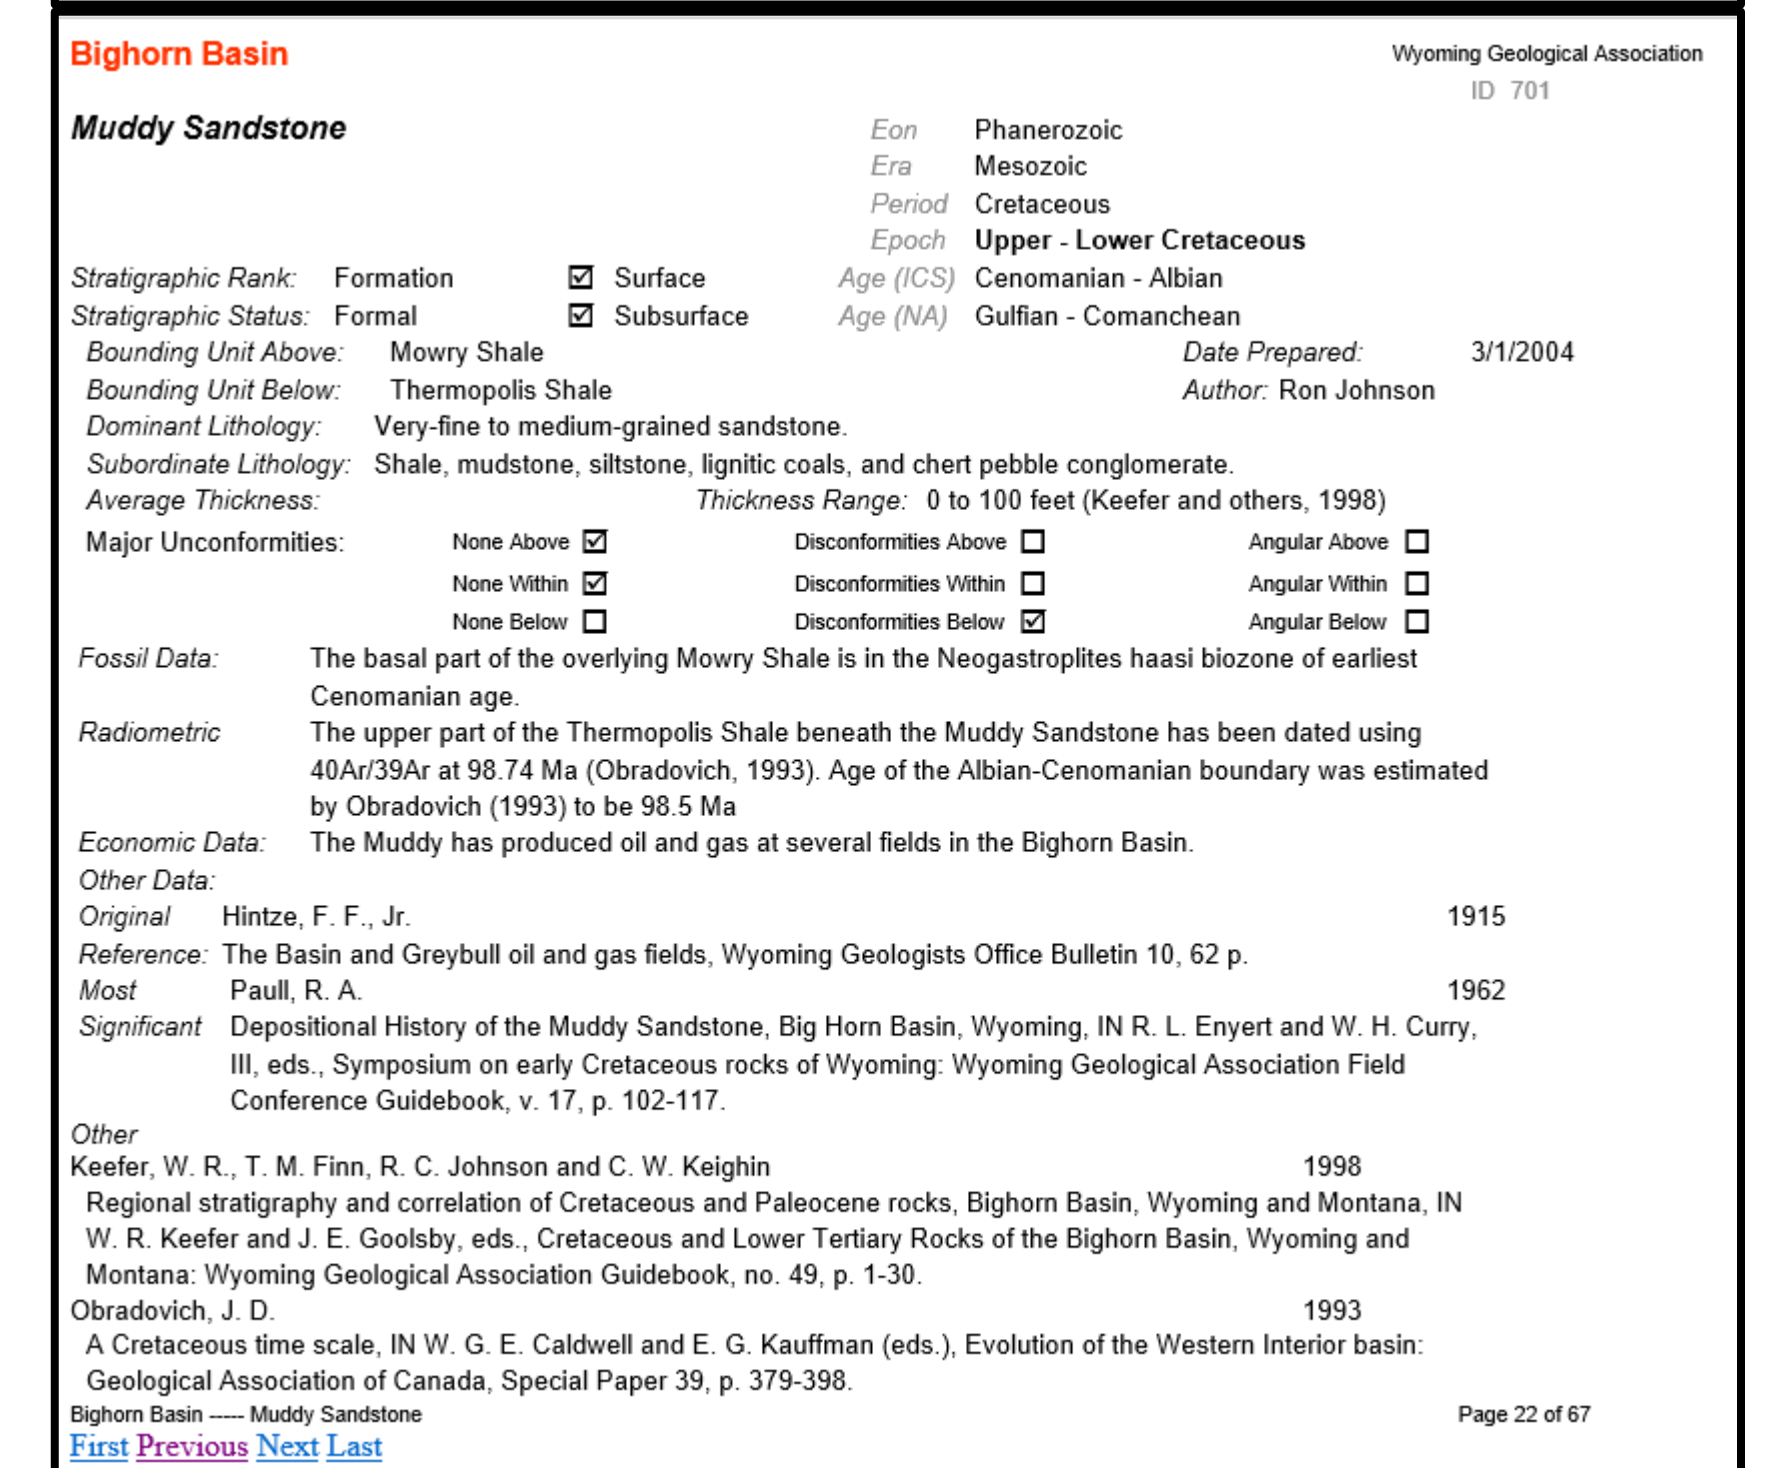 Bighorn Basin Wyoming Geological Association
ID 701
Muddy Sandstone Eon Phanerozoic
Era Mesozoic
Period Cretaceous
Epoch Upper - Lower Cretaceous
Stratigraphic Rank: Formation ☑ Surface Age (ICS) Cenomanian - Albian
Stratigraphic Status: Formal ☑ Subsurface Age (NA) Gulfian - Comanchean
Bounding Unit Above: Mowry Shale Date Prepared: 3/1/2004
Bounding Unit Below: Thermopolis Shale Author: Ron Johnson
Dominant Lithology: Very-fine to medium-grained sandstone.
Subordinate Lithology: Shale, mudstone, siltstone, lignitic coals, and chert pebble conglomerate.
Average Thickness: Thickness Range: 0 to 100 feet (Keefer and others, 1998)
Major Unconformities: None Above ☑ Disconformities Above ☐ Angular Above ☐
None Within ☑ Disconformities Within ☐ Angular Within ☐
None Below ☐ Disconformities Below ☑ Angular Below ☐
Fossil Data: The basal part of the overlying Mowry Shale is in the Neogastroplites haasi biozone of earliest
Cenomanian age.
Radiometric The upper part of the Thermopolis Shale beneath the Muddy Sandstone has been dated using
40Ar/39Ar at 98.74 Ma (Obradovich, 1993). Age of the Albian-Cenomanian boundary was estimated
by Obradovich (1993) to be 98.5 Ma
Economic Data: The Muddy has produced oil and gas at several fields in the Bighorn Basin.
Other Data:
Original Hintze, F. F., Jr. 1915
Reference: The Basin and Greybull oil and gas fields, Wyoming Geologists Office Bulletin 10, 62 p.
Most Paull, R. A. 1962
Significant Depositional History of the Muddy Sandstone, Big Horn Basin, Wyoming, IN R. L. Enyert and W. H. Curry,
III, eds., Symposium on early Cretaceous rocks of Wyoming: Wyoming Geological Association Field
Conference Guidebook, v. 17, p. 102-117.
Other
Keefer, W. R., T. M. Finn, R. C. Johnson and C. W. Keighin 1998
Regional stratigraphy and correlation of Cretaceous and Paleocene rocks, Bighorn Basin, Wyoming and Montana, IN
W. R. Keefer and J. E. Goolsby, eds., Cretaceous and Lower Tertiary Rocks of the Bighorn Basin, Wyoming and
Montana: Wyoming Geological Association Guidebook, no. 49, p. 1-30.
Obradovich, J. D. 1993
A Cretaceous time scale, IN W. G. E. Caldwell and E. G. Kauffman (eds.), Evolution of the Western Interior basin:
Geological Association of Canada, Special Paper 39, p. 379-398.
Bighorn Basin ----- Muddy Sandstone Page 22 of 67
First Previous Next Last